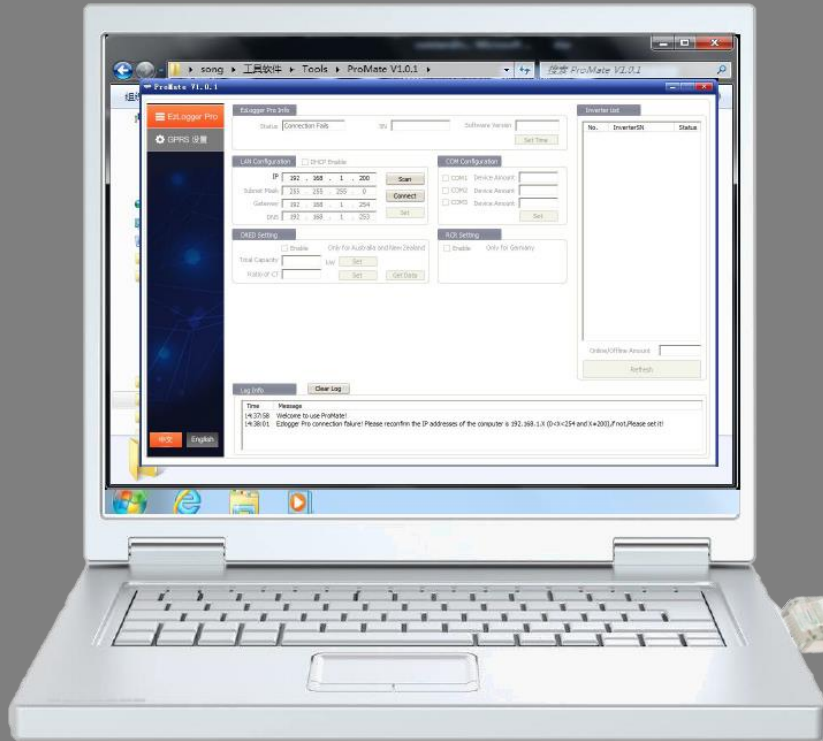 song ▸ 工具软件 ▸ Tools ▸ ProMate V1.0.1 ▸
搜索 ProMate V1.0.1
ProMate V1.0.1
EzLogger Pro
GPRS 设置
中文 English
EzLogger Pro Info
Status Connection Fails SN Software Version
Set Time
LAN Configuration DHCP Enable
IP 192 . 168 . 1 . 200 Scan
Subnet Mask 255 . 255 . 255 . 0 Connect
Gateway 192 . 168 . 1 . 254
DNS 192 . 168 . 1 . 253 Set
COM Configuration
COM1 Device Amount
COM2 Device Amount
COM3 Device Amount
Set
DRED Setting
Enable Only for Australia and New Zealand
Total Capacity kW Set
Ratio of CT Set Get Data
RCR Setting
Enable Only for Germany
Inverter List
No. InverterSN Status
Online/Offline Amount
Refresh
Log Info Clear Log
Time Message
14:37:58 Welcome to use ProMate!
14:38:01 Ezlogger Pro connection failure! Please reconfirm the IP addresses of the computer is 192.168.1.X (0<X<254 and X≠200),if not,Please set it!